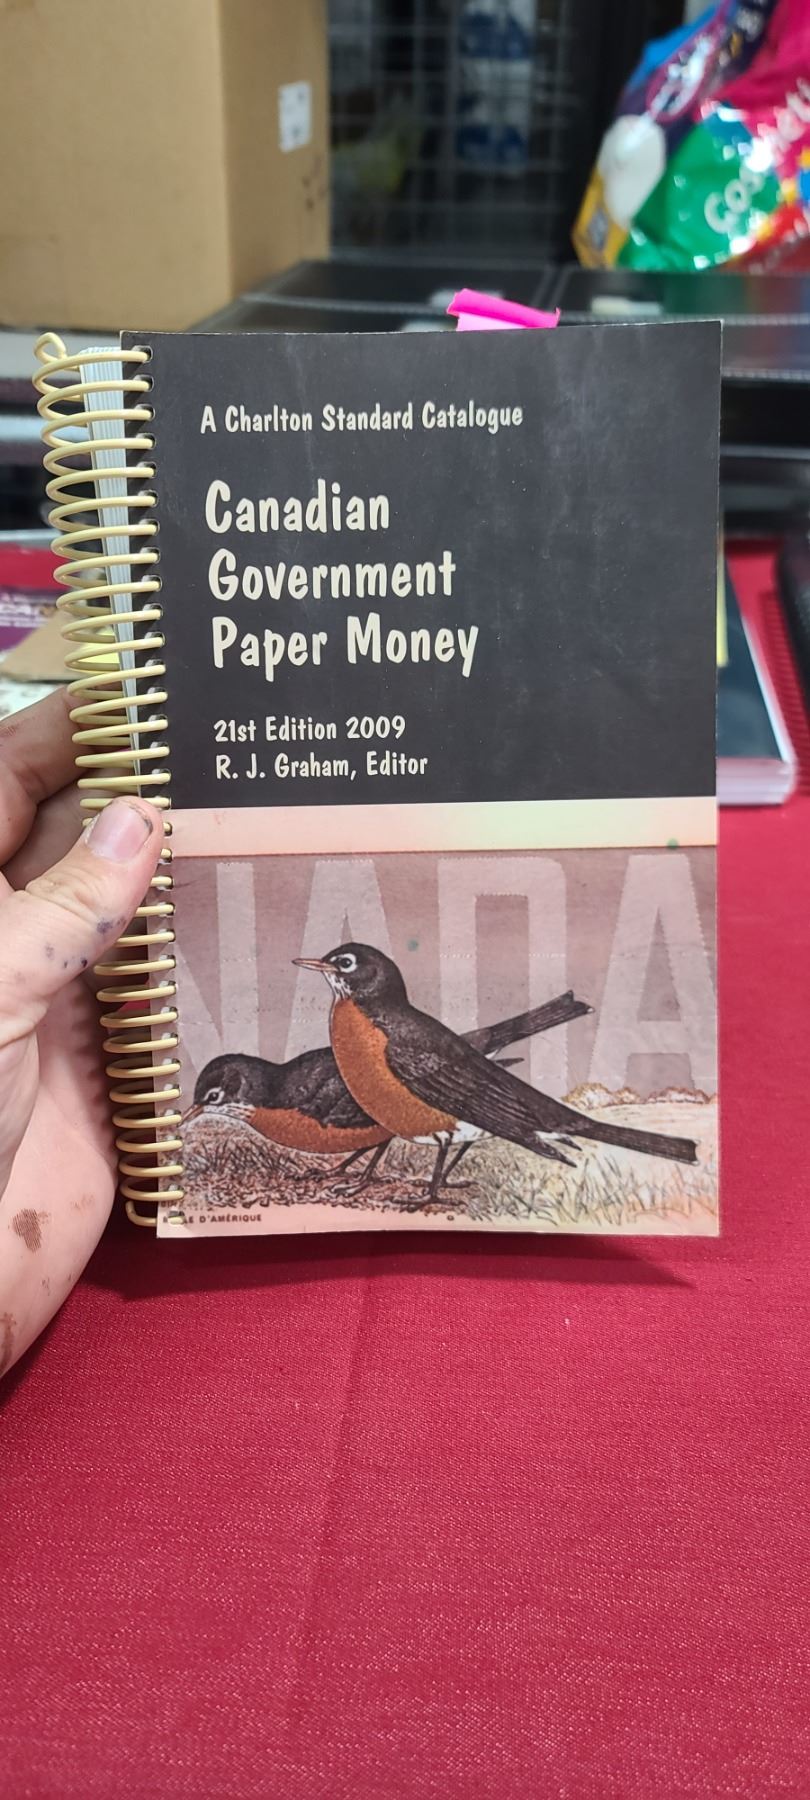 A Charlton Standard Catalogue
Canadian
Government
Paper Money
21st Edition 2009
R. J. Graham, Editor
NADA
D'AMÉRIQUE